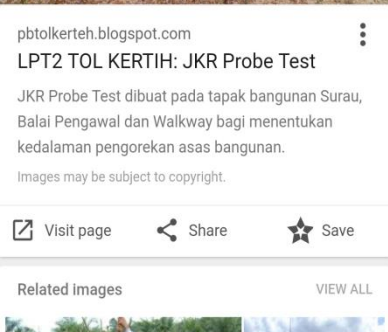 pbtolkerteh.blogspot.com
LPT2 TOL KERTIH: JKR Probe Test
JKR Probe Test dibuat pada tapak bangunan Surau,
Balai Pengawal dan Walkway bagi menentukan
kedalaman pengorekan asas bangunan.
Images may be subject to copyright.
Visit page Share Save
Related images VIEW ALL